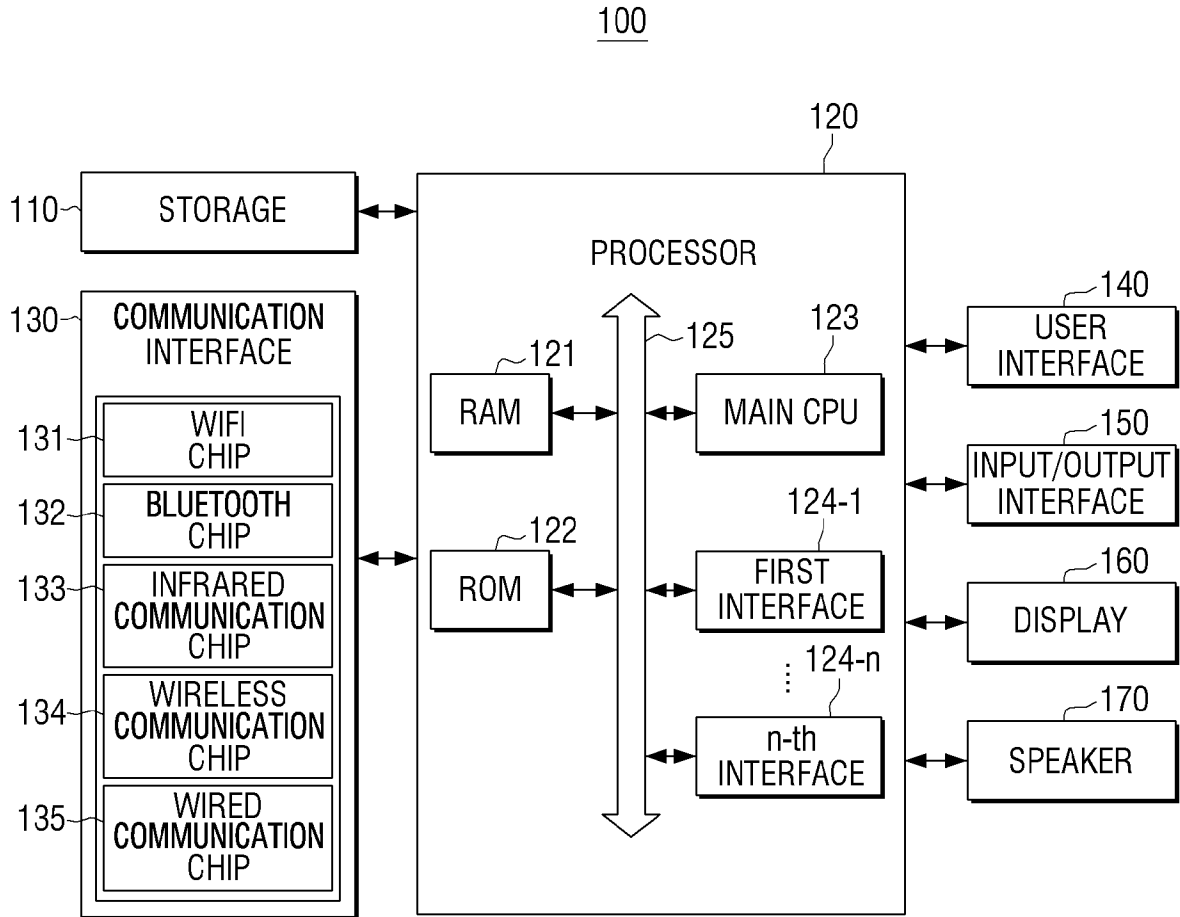 100
120
110
STORAGE
PROCESSOR
130
COMMUNICATION
INTERFACE
131
WIFI
CHIP
132
BLUETOOTH
CHIP
133
INFRARED
COMMUNICATION
CHIP
134
WIRELESS
COMMUNICATION
CHIP
135
WIRED
COMMUNICATION
CHIP
121
RAM
122
ROM
125
123
MAIN CPU
124-1
FIRST
INTERFACE
124-n
n-th
INTERFACE
140
USER
INTERFACE
150
INPUT/OUTPUT
INTERFACE
160
DISPLAY
170
SPEAKER